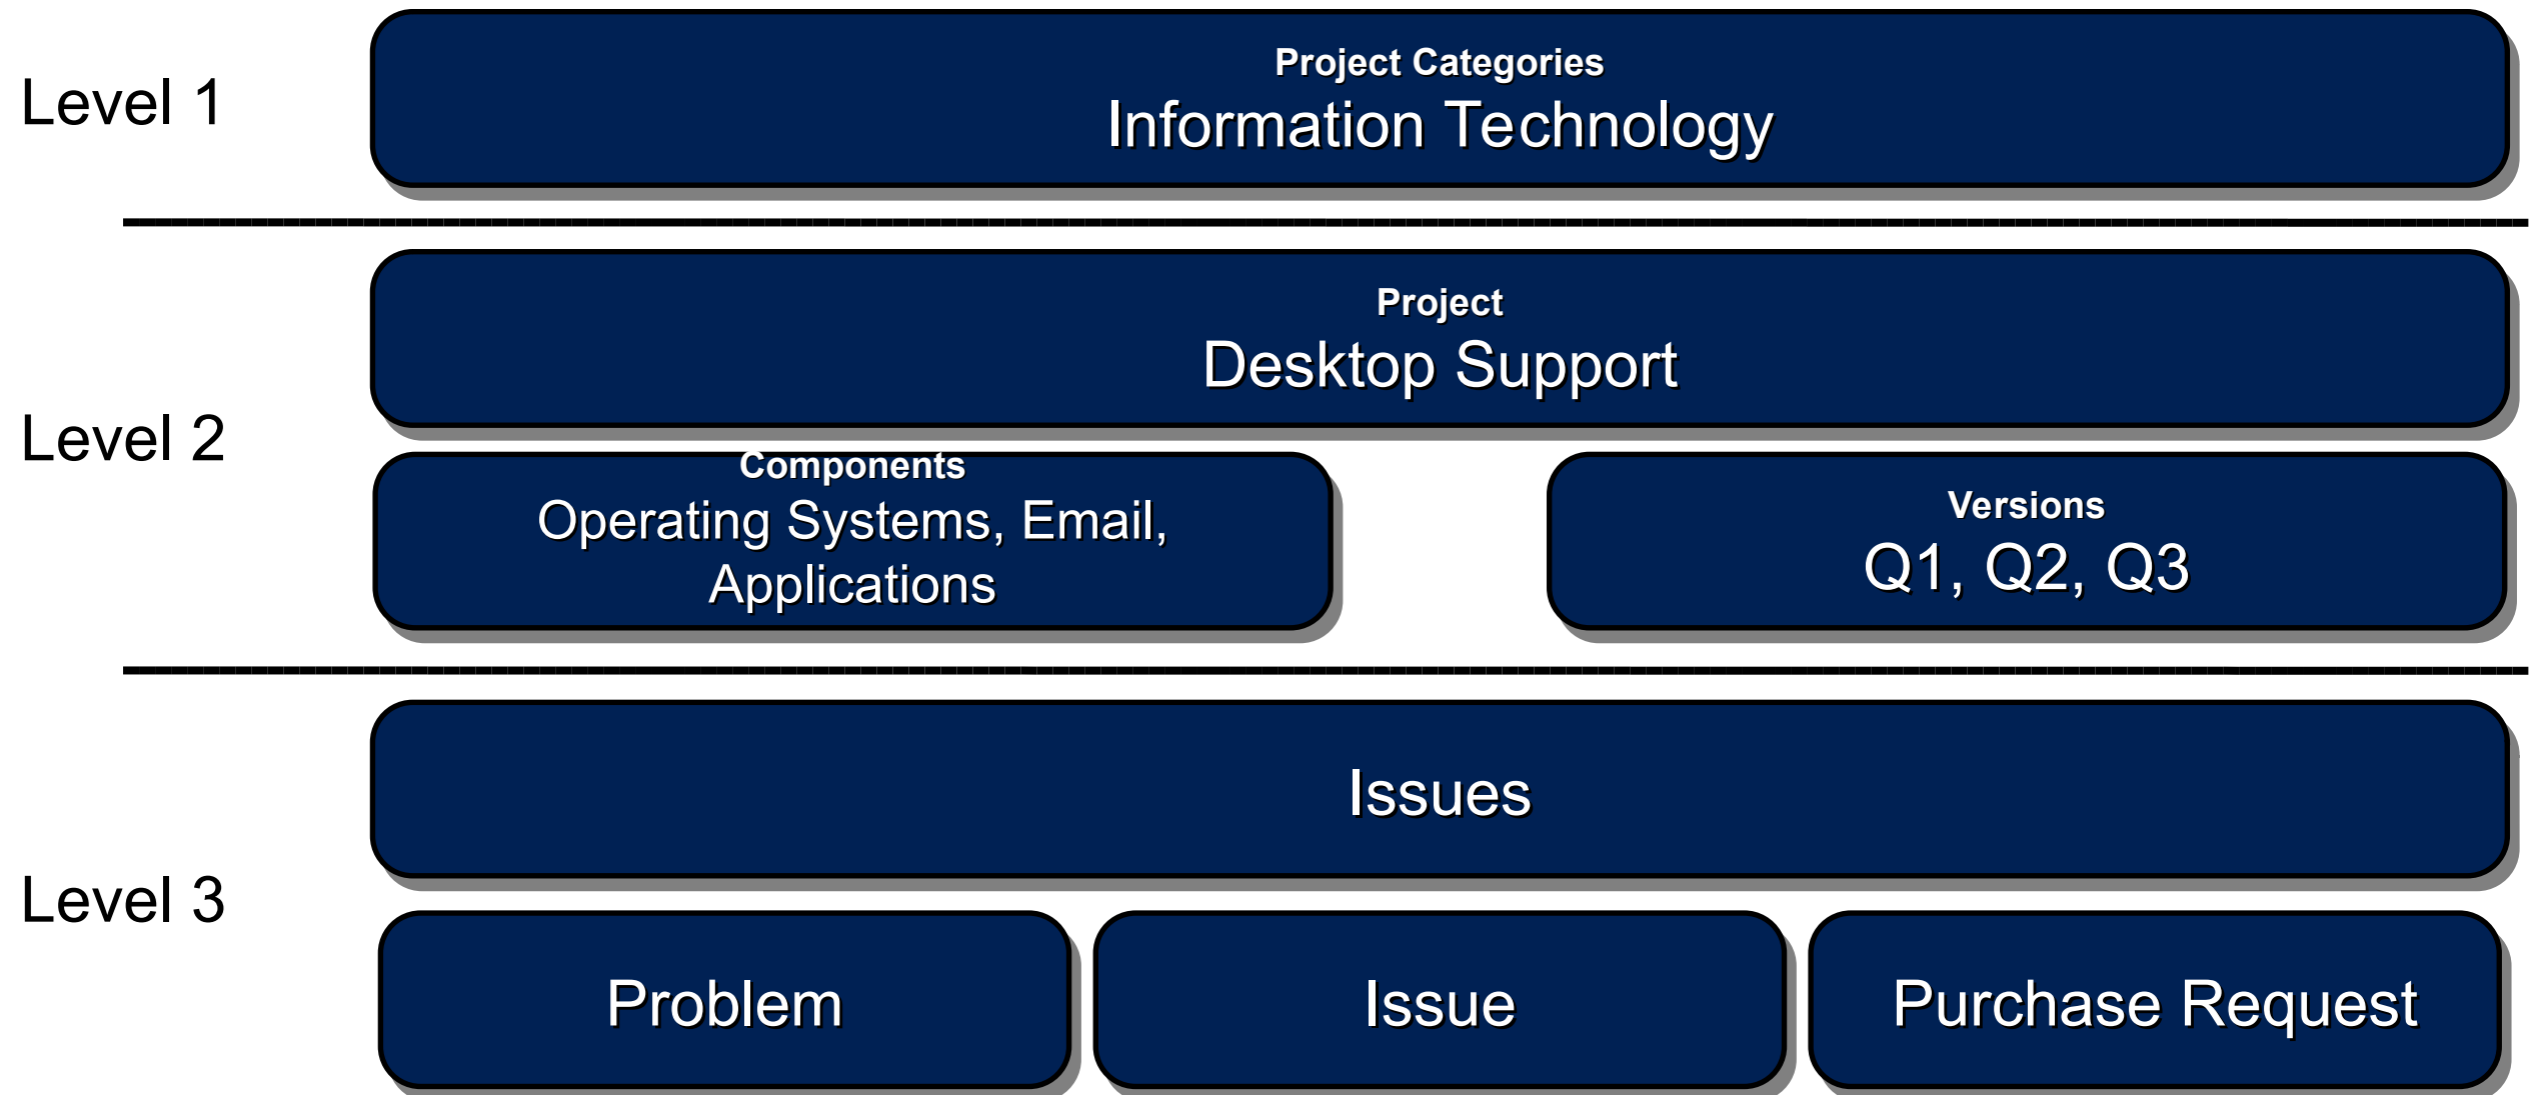 Level 1
Project Categories
Information Technology
Level 2
Project
Desktop Support
Components
Operating Systems, Email,
Applications
Versions
Q1, Q2, Q3
Level 3
Issues
Problem
Issue
Purchase Request